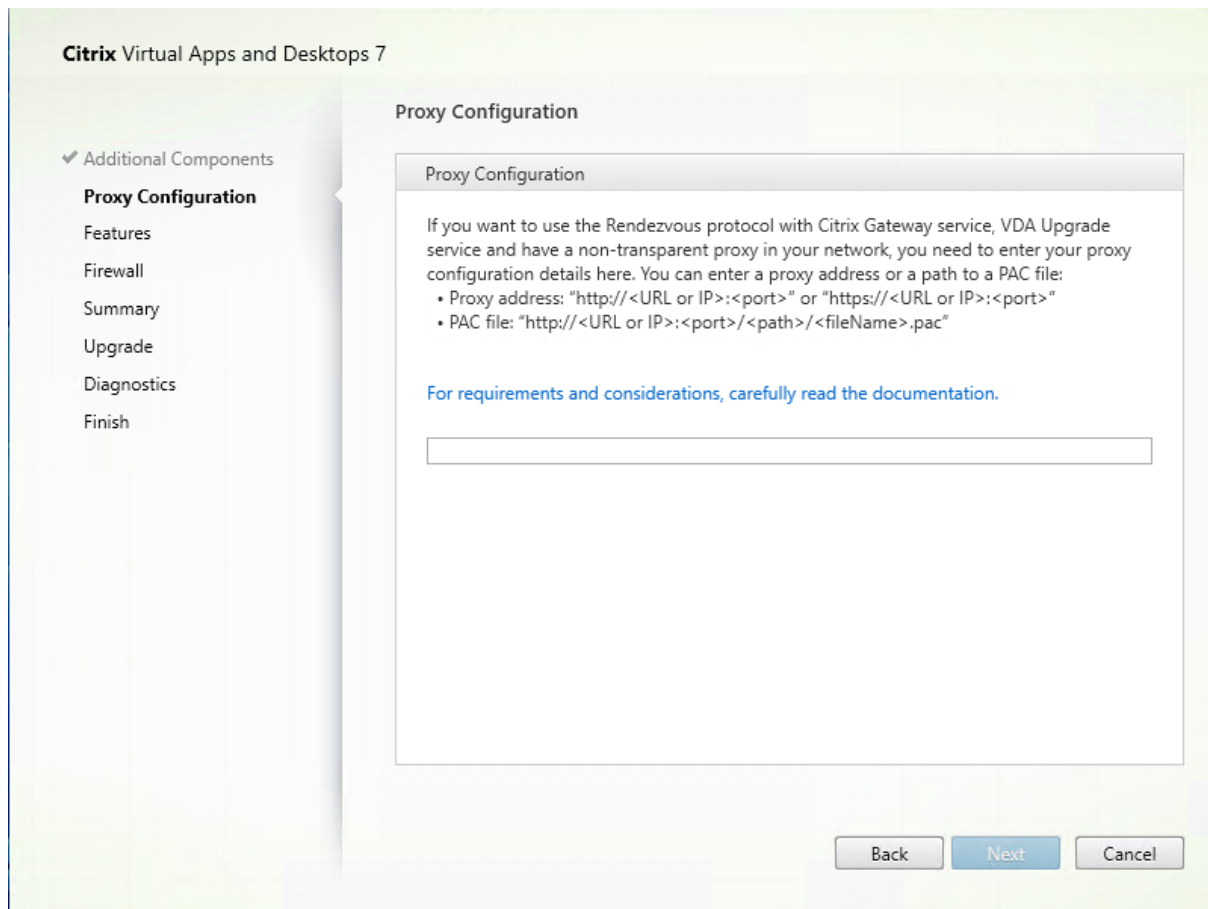 Citrix Virtual Apps and Desktops 7
Additional Components
Proxy Configuration
Features
Firewall
Summary
Upgrade
Diagnostics
Finish
Proxy Configuration
Proxy Configuration
If you want to use the Rendezvous protocol with Citrix Gateway service, VDA Upgrade
service and have a non-transparent proxy in your network, you need to enter your proxy
configuration details here. You can enter a proxy address or a path to a PAC file:
• Proxy address: “http://<URL or IP>:<port>” or “https://<URL or IP>:<port>”
• PAC file: “http://<URL or IP>:<port>/<path>/<fileName>.pac”
For requirements and considerations, carefully read the documentation.
Back Next Cancel